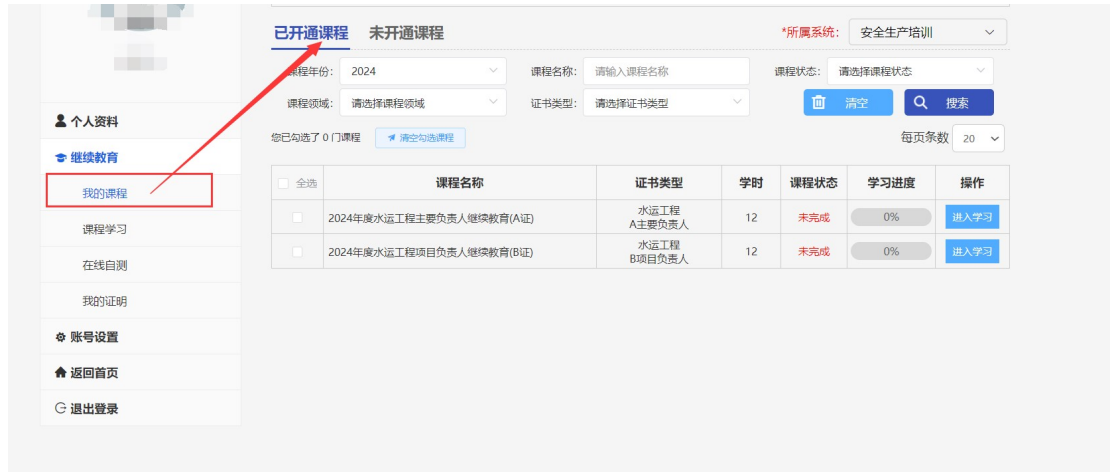 已开通课程 未开通课程 *所属系统: 安全生产培训
课程年份: 2024 课程名称: 请输入课程名称 课程状态: 请选择课程状态
课程领域: 请选择课程领域 证书类型: 请选择证书类型 清空 搜索
您已勾选了 0 门课程 清空勾选课程 每页条数 20
个人资料
继续教育
我的课程
课程学习
在线自测
我的证明
账号设置
返回首页
退出登录
全选 课程名称 证书类型 学时 课程状态 学习进度 操作
2024年度水运工程主要负责人继续教育(A证) 水运工程 A主要负责人 12 未完成 0% 进入学习
2024年度水运工程项目负责人继续教育(B证) 水运工程 B项目负责人 12 未完成 0% 进入学习